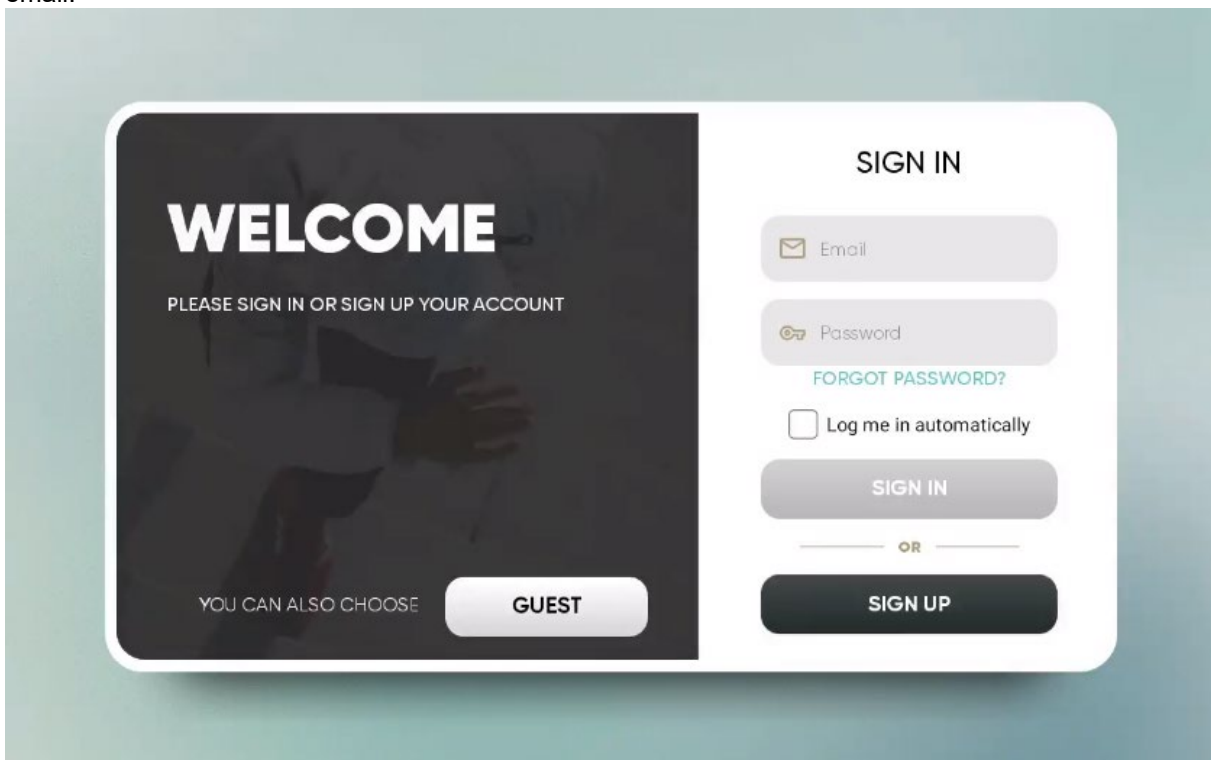 email.
WELCOME
PLEASE SIGN IN OR SIGN UP YOUR ACCOUNT
YOU CAN ALSO CHOOSE
GUEST
SIGN IN
Email
Password
FORGOT PASSWORD?
Log me in automatically
SIGN IN
OR
SIGN UP